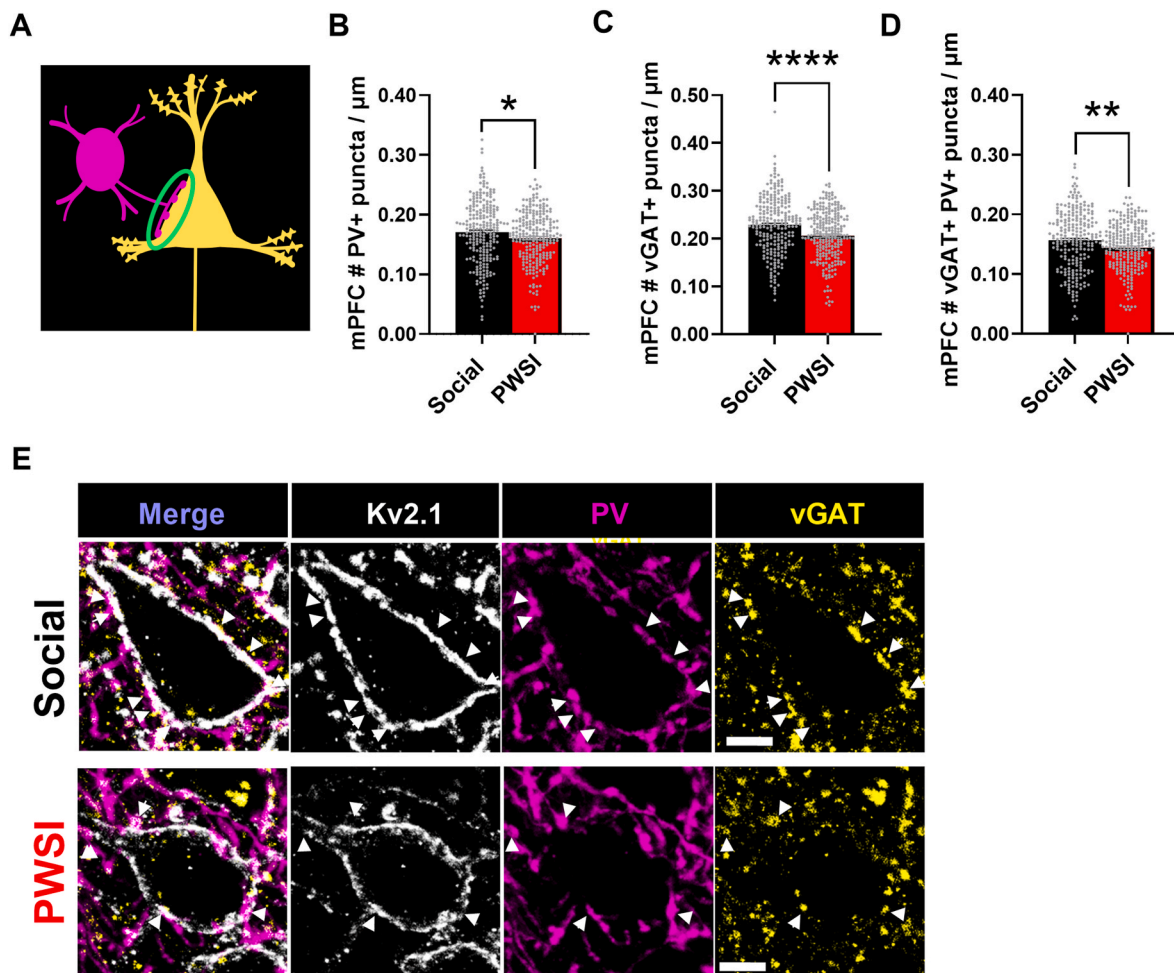 A
B
C
D
mPFC # PV+ puncta / µm
0.40
0.30
0.20
0.10
0.00
*
Social
PWSI
mPFC # vGAT+ puncta / µm
0.50
0.40
0.30
0.20
0.10
0.00
****
Social
PWSI
mPFC # vGAT+ PV+ puncta / µm
0.40
0.30
0.20
0.10
0.00
**
Social
PWSI
E
Merge
Kv2.1
PV
vGAT
Social
PWSI